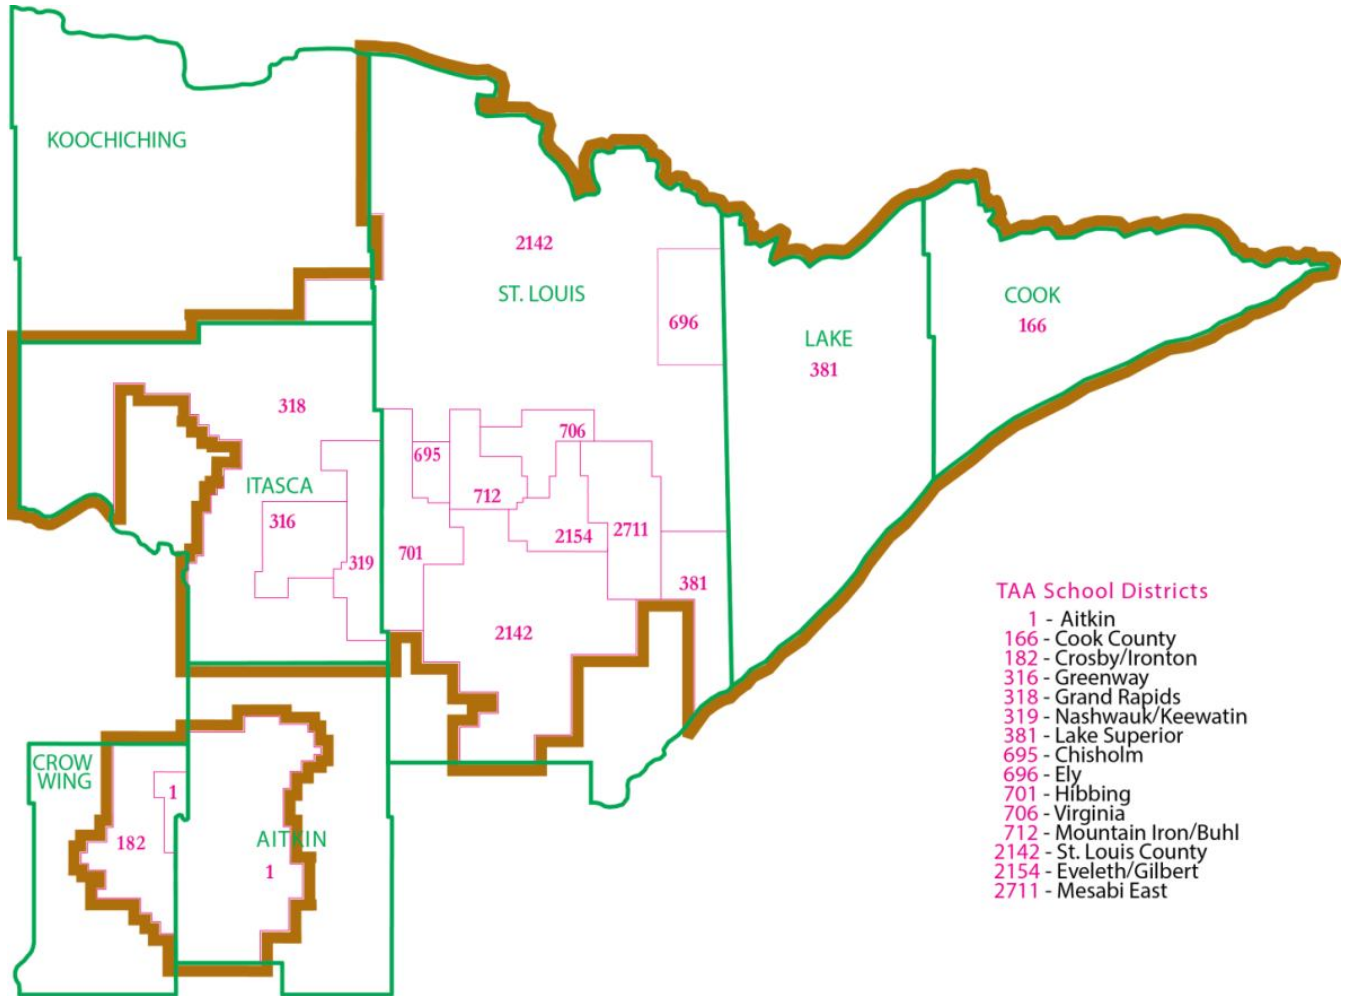 KOOCHICHING
2142
ST. LOUIS
COOK
166
696
LAKE
381
318
706
695
ITASCA
712
316
2154
2711
701
319
381
2142
TAA School Districts
1 - Aitkin
166 - Cook County
182 - Crosby/Ironton
316 - Greenway
318 - Grand Rapids
319 - Nashwauk/Keewatin
381 - Lake Superior
695 - Chisholm
696 - Ely
701 - Hibbing
706 - Virginia
712 - Mountain Iron/Buhl
2142 - St. Louis County
2154 - Eveleth/Gilbert
2711 - Mesabi East
CROW
WING
1
182
AITKIN
1